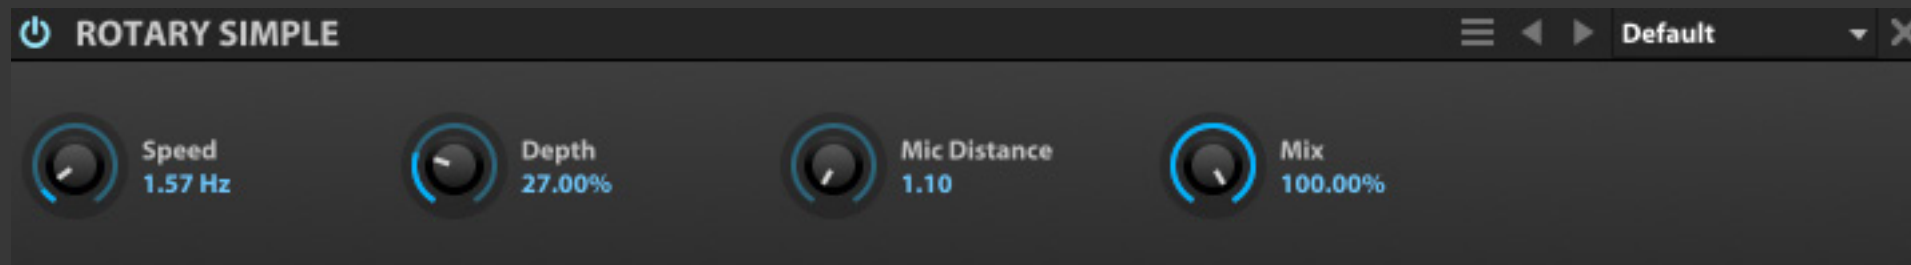 ROTARY SIMPLE
Default
Speed
1.57 Hz
Depth
27.00%
Mic Distance
1.10
Mix
100.00%